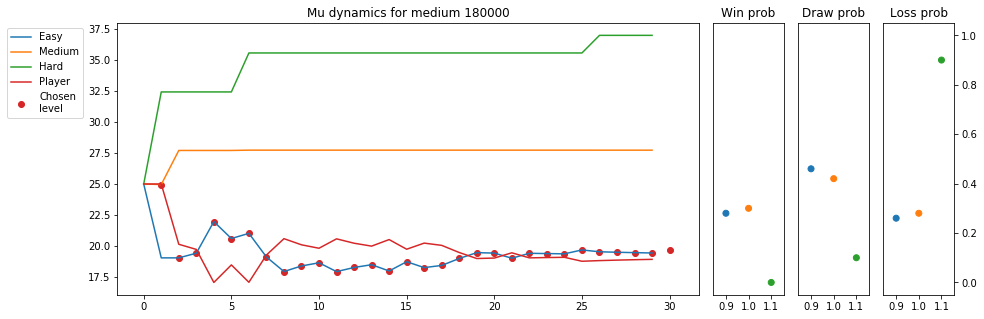 Mu dynamics for medium 180000
Win prob
Draw prob
Loss prob
Easy
Medium
Hard
Player
Chosen
level
37.5
35.0
32.5
30.0
27.5
25.0
22.5
20.0
17.5
0 5 10 15 20 25 30
0.9 1.0 1.1
0.9 1.0 1.1
0.9 1.0 1.1
1.0
0.8
0.6
0.4
0.2
0.0